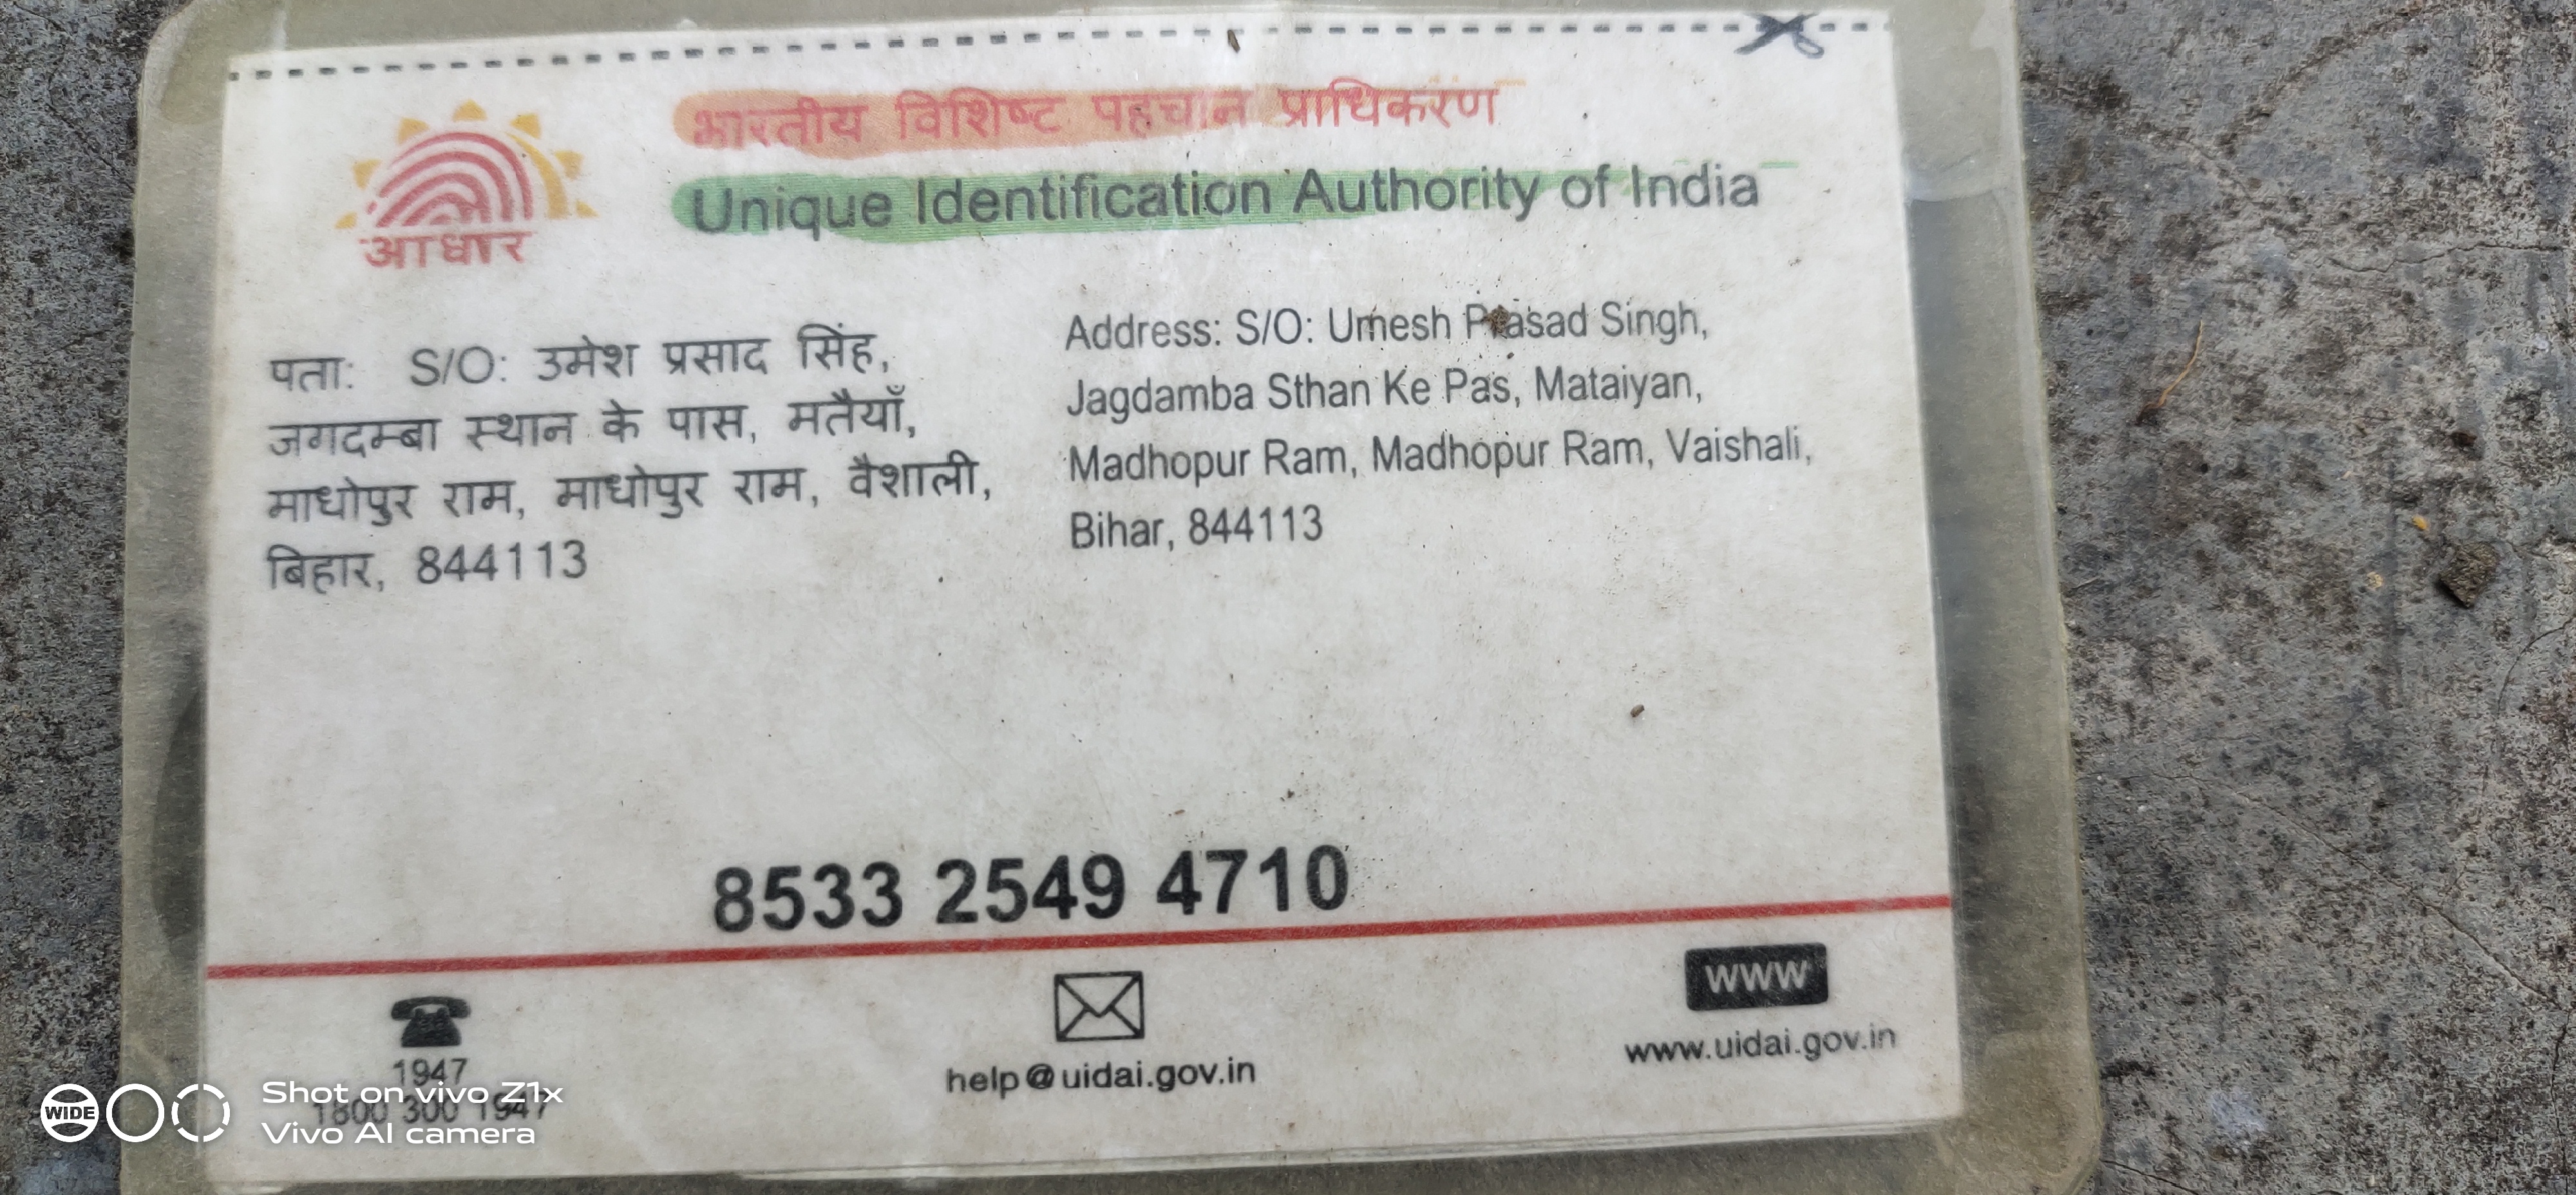 भारतीय विशिष्ट पहचान प्राधिकरण
Unique Identification Authority of India
आधार
पता: S/O: उमेश प्रसाद सिंह,
जगदम्बा स्थान के पास, मतैयाँ,
माधोपुर राम, माधोपुर राम, वैशाली,
बिहार, 844113
Address: S/O: Umesh Prasad Singh,
Jagdamba Sthan Ke Pas, Mataiyan,
Madhopur Ram, Madhopur Ram, Vaishali,
Bihar, 844113
8533 2549 4710
1947
1800 300 1947
help@uidai.gov.in
www
www.uidai.gov.in
WIDE
Shot on vivo Z1x
Vivo AI camera